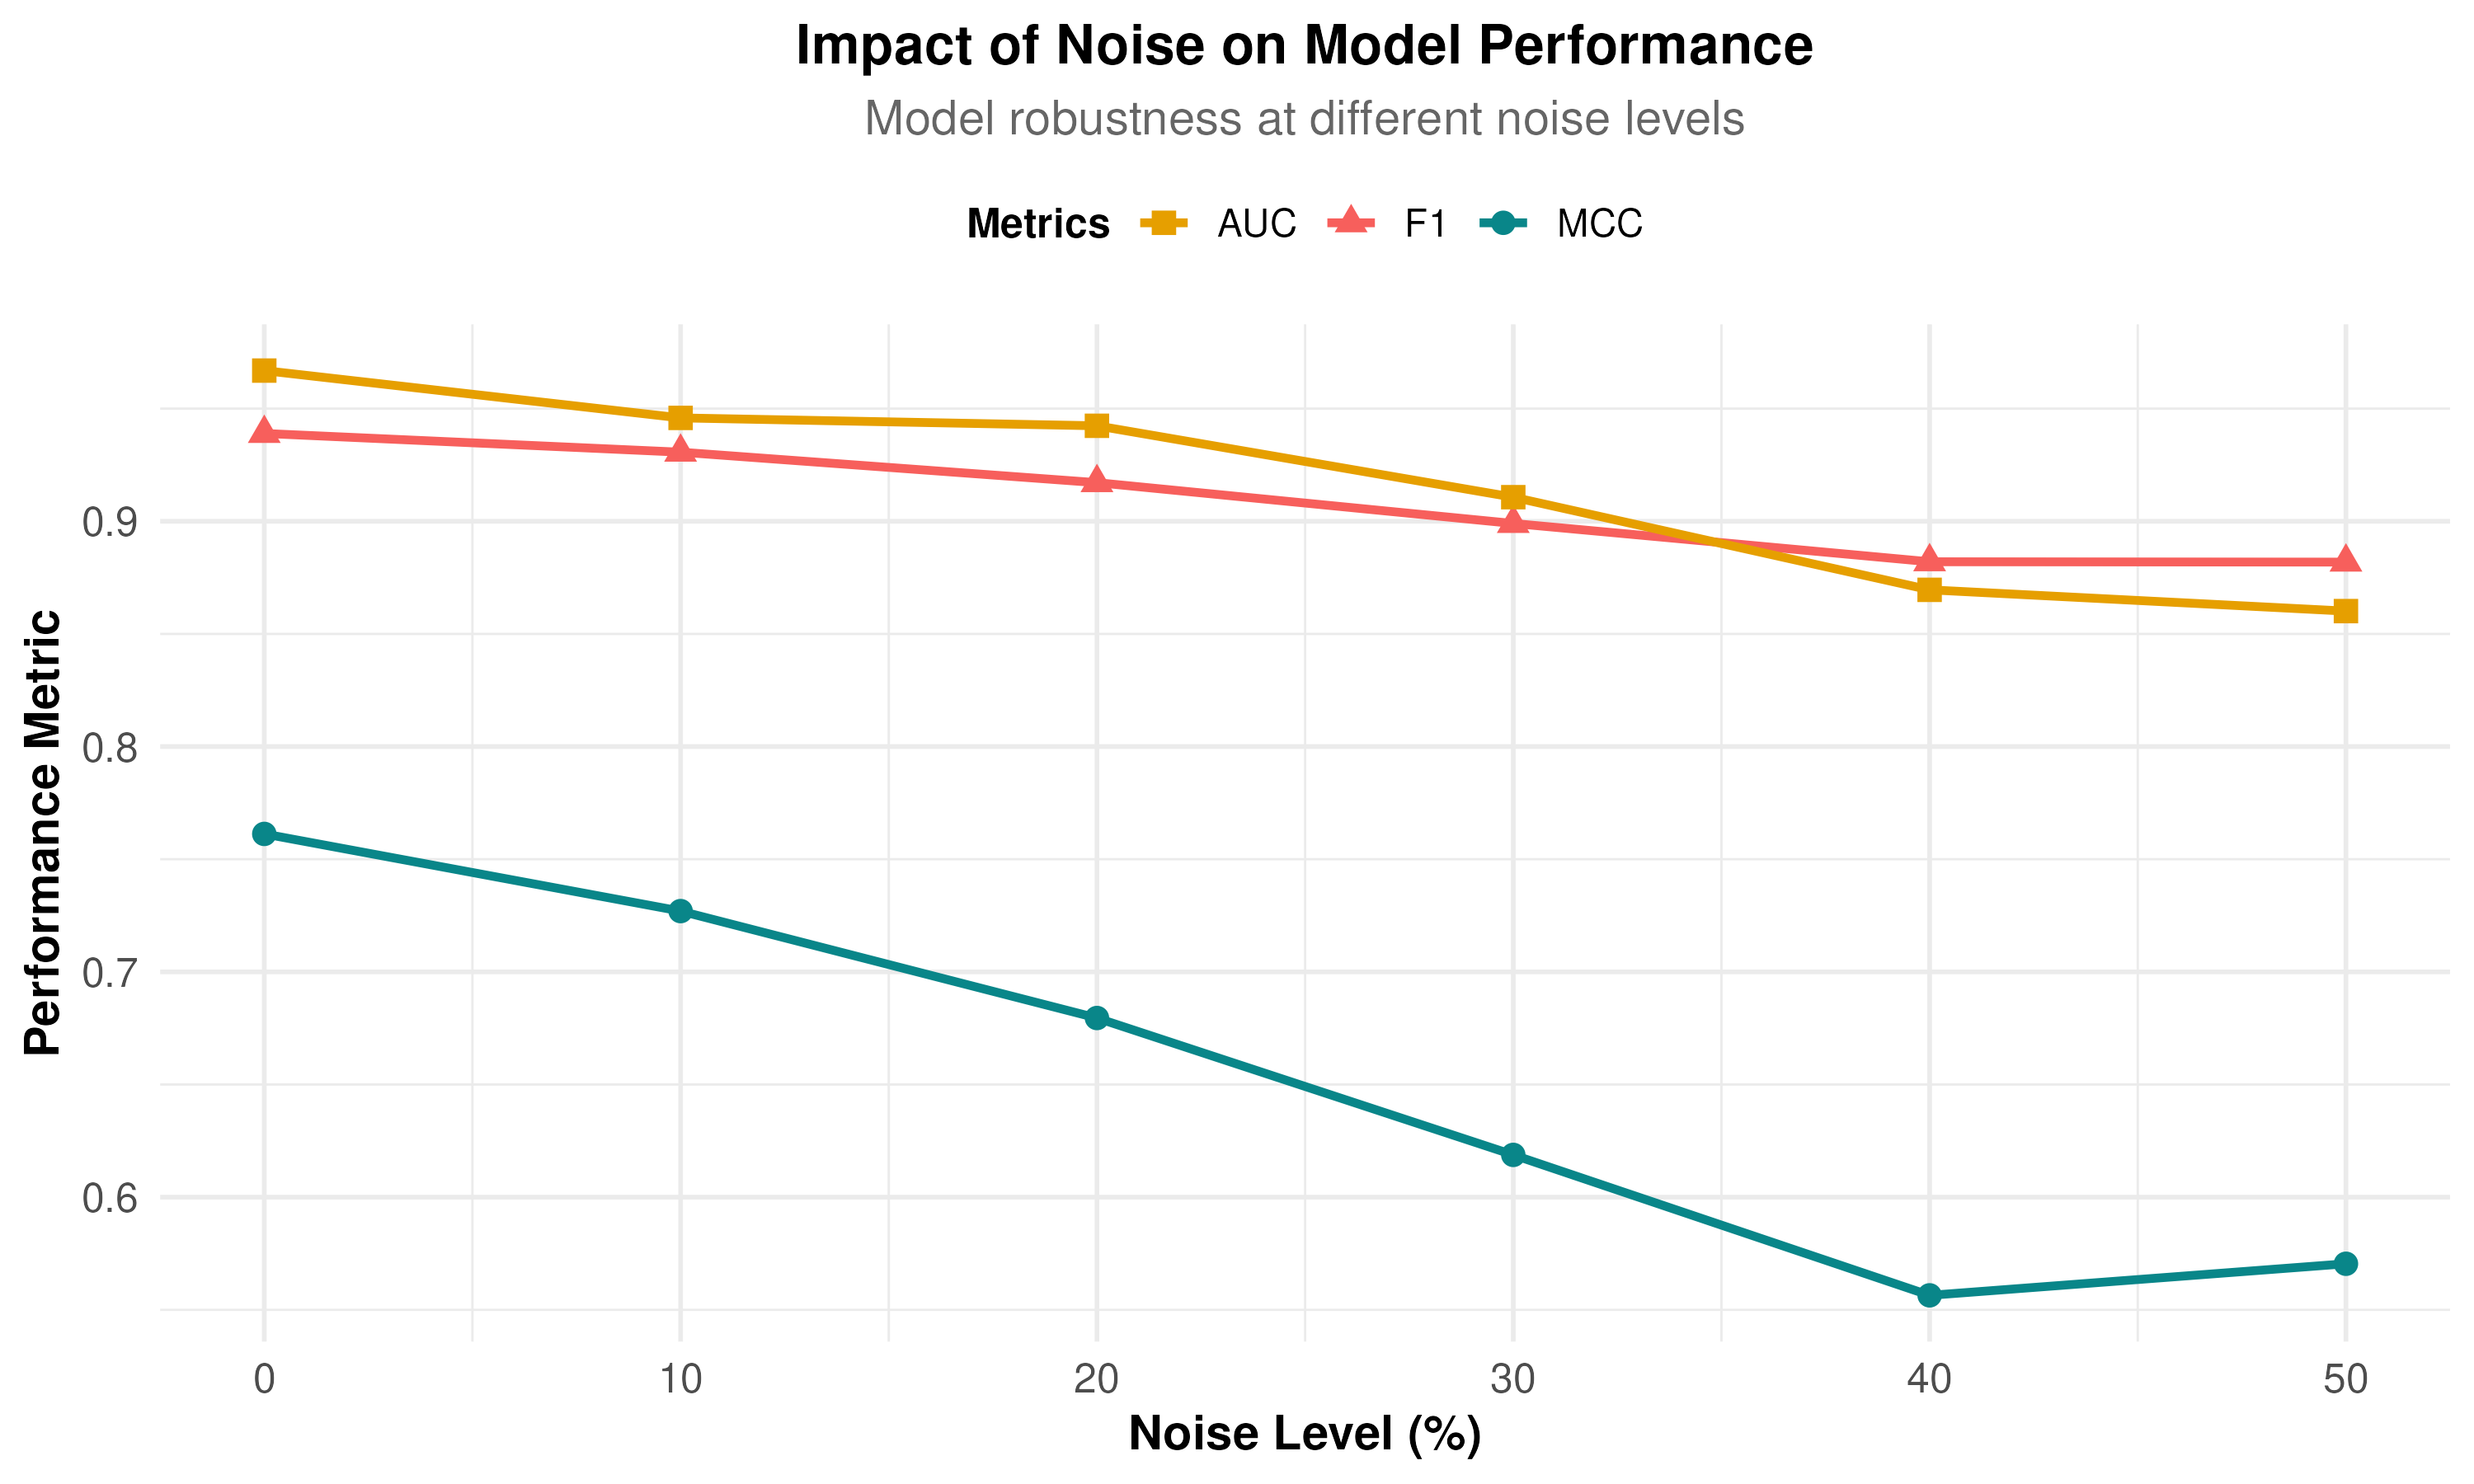 Impact of Noise on Model Performance
Model robustness at different noise levels
Metrics AUC F1 MCC
Performance Metric
0.9
0.8
0.7
0.6
0 10 20 30 40 50
Noise Level (%)